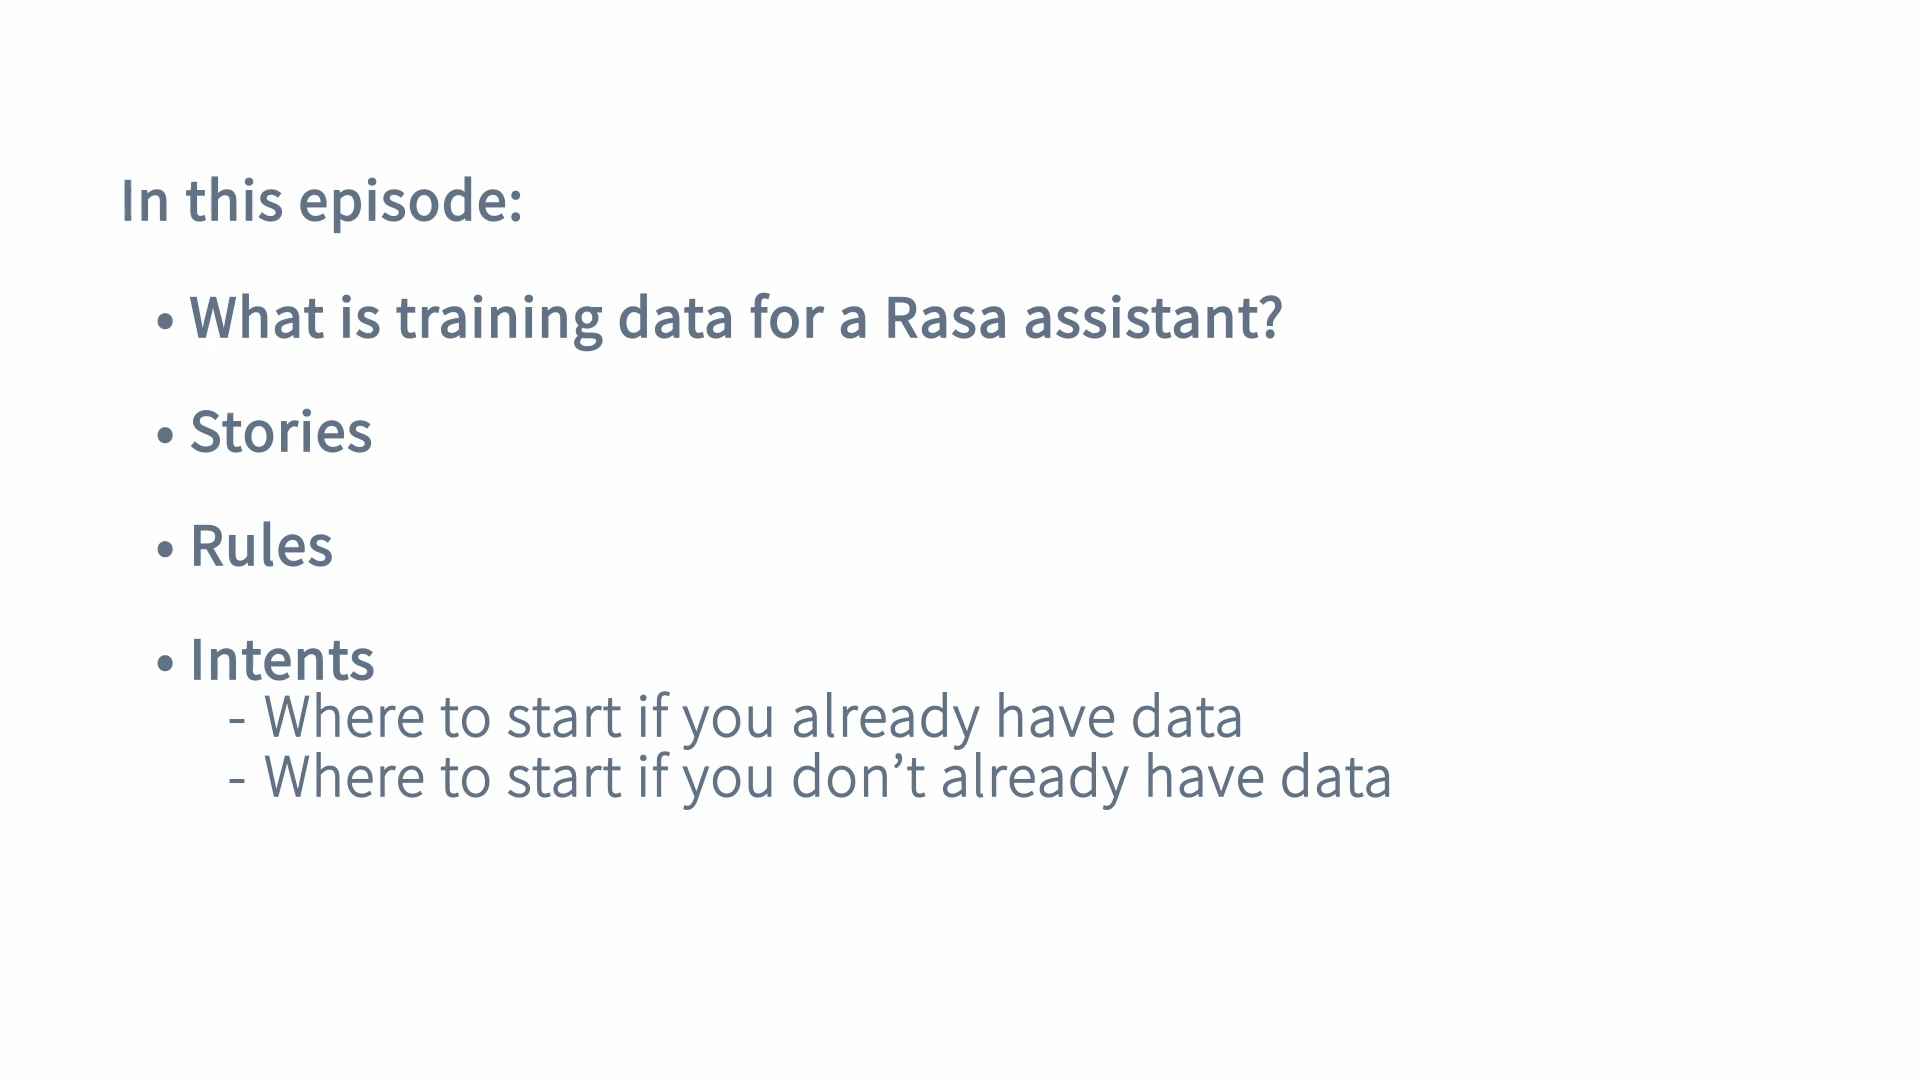 In this episode:
• What is training data for a Rasa assistant?
• Stories
• Rules
• Intents
- Where to start if you already have data
- Where to start if you don’t already have data